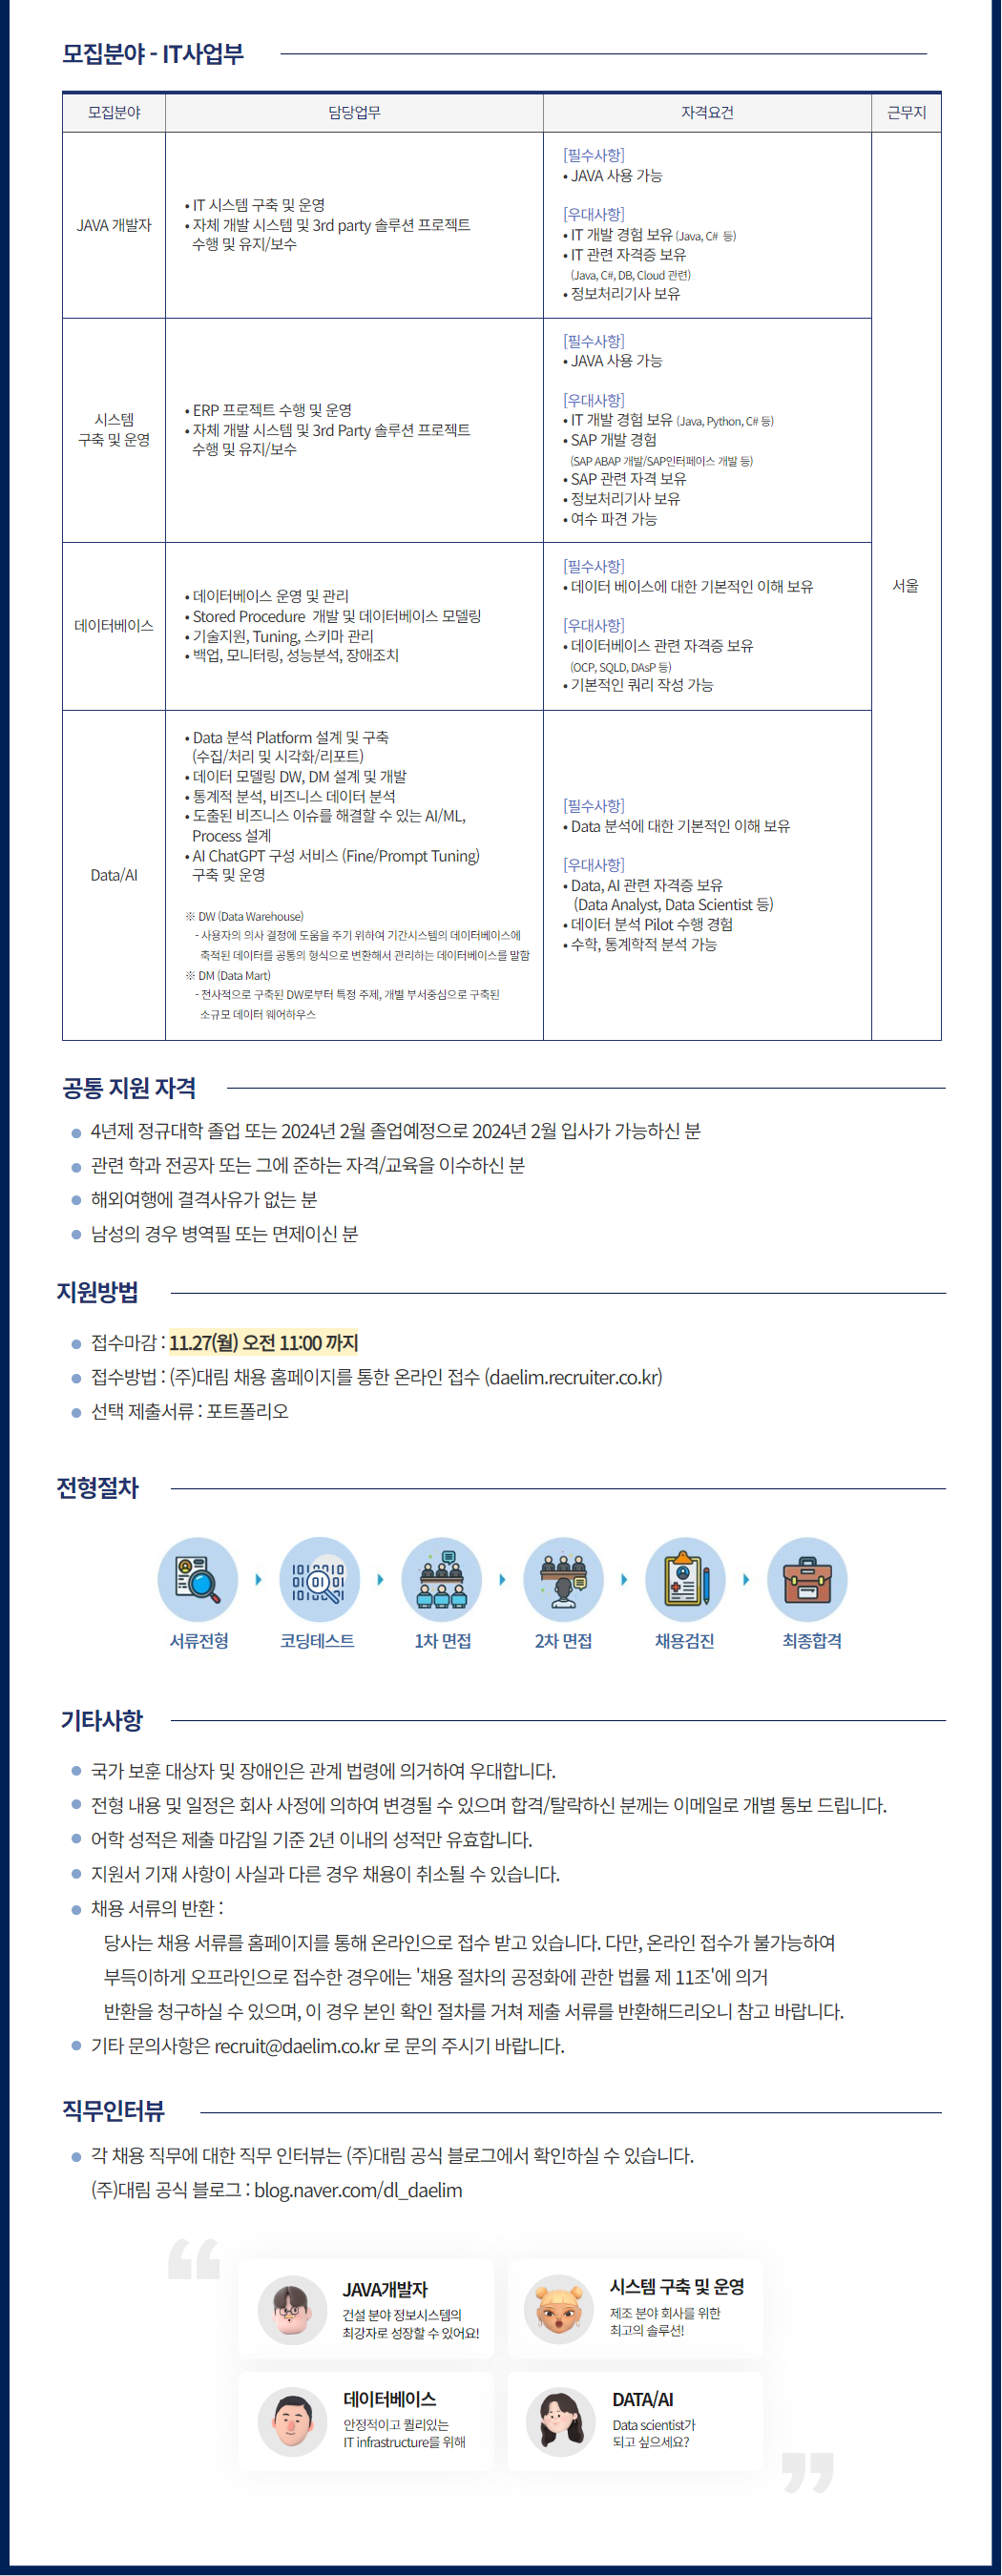 모집분야 - IT사업부
모집분야 담당업무 자격요건 근무지
JAVA 개발자
• IT 시스템 구축 및 운영
• 자체 개발 시스템 및 3rd party 솔루션 프로젝트
수행 및 유지/보수
[필수사항]
• JAVA 사용 가능
[우대사항]
• IT 개발 경험 보유 (Java, C# 등)
• IT 관련 자격증 보유
(Java, C#, DB, Cloud 관련)
• 정보처리기사 보유
시스템
구축 및 운영
• ERP 프로젝트 수행 및 운영
• 자체 개발 시스템 및 3rd Party 솔루션 프로젝트
수행 및 유지/보수
[필수사항]
• JAVA 사용 가능
[우대사항]
• IT 개발 경험 보유 (Java, Python, C# 등)
• SAP 개발 경험
(SAP ABAP 개발/SAP인터페이스 개발 등)
• SAP 관련 자격 보유
• 정보처리기사 보유
• 여수 파견 가능
데이터베이스
• 데이터베이스 운영 및 관리
• Stored Procedure 개발 및 데이터베이스 모델링
• 기술지원, Tuning, 스키마 관리
• 백업, 모니터링, 성능분석, 장애조치
[필수사항]
• 데이터 베이스에 대한 기본적인 이해 보유
[우대사항]
• 데이터베이스 관련 자격증 보유
(OCP, SQLD, DAsP 등)
• 기본적인 쿼리 작성 가능
서울
Data/AI
• Data 분석 Platform 설계 및 구축
(수집/처리 및 시각화/리포트)
• 데이터 모델링 DW, DM 설계 및 개발
• 통계적 분석, 비즈니스 데이터 분석
• 도출된 비즈니스 이슈를 해결할 수 있는 AI/ML,
Process 설계
• AI ChatGPT 구성 서비스 (Fine/Prompt Tuning)
구축 및 운영
※ DW (Data Warehouse)
- 사용자의 의사 결정에 도움을 주기 위하여 기간시스템의 데이터베이스에
축적된 데이터를 공통의 형식으로 변환해서 관리하는 데이터베이스를 말함
※ DM (Data Mart)
- 전사적으로 구축된 DW로부터 특정 주제, 개별 부서중심으로 구축된
소규모 데이터 웨어하우스
[필수사항]
• Data 분석에 대한 기본적인 이해 보유
[우대사항]
• Data, AI 관련 자격증 보유
(Data Analyst, Data Scientist 등)
• 데이터 분석 Pilot 수행 경험
• 수학, 통계학적 분석 가능
공통 지원 자격
4년제 정규대학 졸업 또는 2024년 2월 졸업예정으로 2024년 2월 입사가 가능하신 분
관련 학과 전공자 또는 그에 준하는 자격/교육을 이수하신 분
해외여행에 결격사유가 없는 분
남성의 경우 병역필 또는 면제이신 분
지원방법
접수마감 : 11.27(월) 오전 11:00 까지
접수방법 : (주)대림 채용 홈페이지를 통한 온라인 접수 (daelim.recruiter.co.kr)
선택 제출서류 : 포트폴리오
전형절차
서류전형 코딩테스트 1차 면접 2차 면접 채용검진 최종합격
기타사항
국가 보훈 대상자 및 장애인은 관계 법령에 의거하여 우대합니다.
전형 내용 및 일정은 회사 사정에 의하여 변경될 수 있으며 합격/탈락하신 분께는 이메일로 개별 통보 드립니다.
어학 성적은 제출 마감일 기준 2년 이내의 성적만 유효합니다.
지원서 기재 사항이 사실과 다른 경우 채용이 취소될 수 있습니다.
채용 서류의 반환 :
당사는 채용 서류를 홈페이지를 통해 온라인으로 접수 받고 있습니다. 다만, 온라인 접수가 불가능하여
부득이하게 오프라인으로 접수한 경우에는 '채용 절차의 공정화에 관한 법률 제 11조'에 의거
반환을 청구하실 수 있으며, 이 경우 본인 확인 절차를 거쳐 제출 서류를 반환해드리오니 참고 바랍니다.
기타 문의사항은 recruit@daelim.co.kr 로 문의 주시기 바랍니다.
직무인터뷰
각 채용 직무에 대한 직무 인터뷰는 (주)대림 공식 블로그에서 확인하실 수 있습니다.
(주)대림 공식 블로그 : blog.naver.com/dl_daelim
JAVA개발자
건설 분야 정보시스템의
최강자로 성장할 수 있어요!
시스템 구축 및 운영
제조 분야 회사를 위한
최고의 솔루션!
데이터베이스
안정적이고 퀄리있는
IT infrastructure를 위해
DATA/AI
Data scientist가
되고 싶으세요?